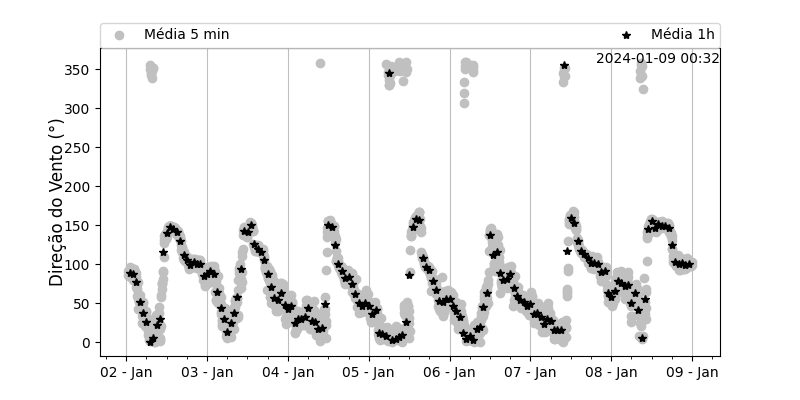 Média 5 min
Média 1h
2024-01-09 00:32
Direção do Vento (°)
350
300
250
200
150
100
50
0
02 - Jan
03 - Jan
04 - Jan
05 - Jan
06 - Jan
07 - Jan
08 - Jan
09 - Jan